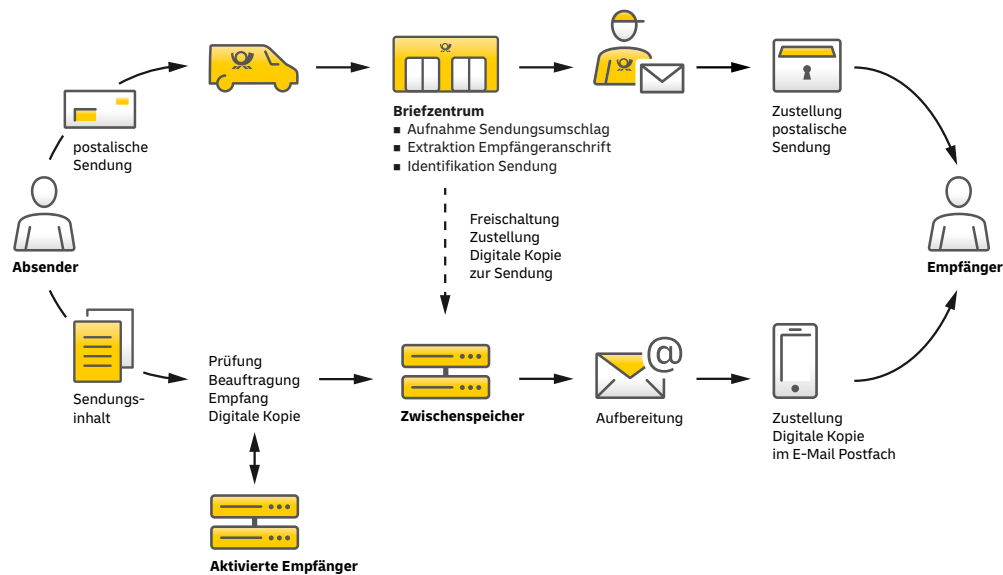 postalische
Sendung
Briefzentrum
▪ Aufnahme Sendungsumschlag
▪ Extraktion Empfängeranschrift
▪ Identifikation Sendung
Zustellung
postalische
Sendung
Absender
Freischaltung
Zustellung
Digitale Kopie
zur Sendung
Empfänger
Sendungs-
inhalt
Prüfung
Beauftragung
Empfang
Digitale Kopie
Zwischenspeicher
@
Aufbereitung
Zustellung
Digitale Kopie
im E-Mail Postfach
Aktivierte Empfänger